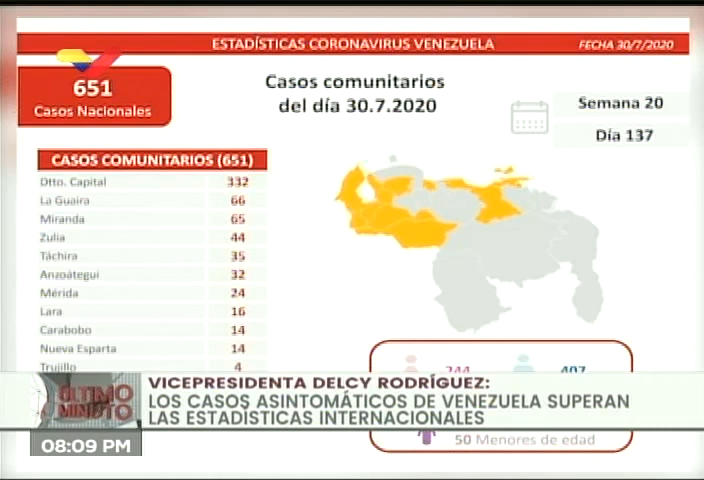 ESTADÍSTICAS CORONAVIRUS VENEZUELA
FECHA 30/7/2020
651
Casos Nacionales
Casos comunitarios
del día 30.7.2020
Semana 20
Día 137
CASOS COMUNITARIOS (651)
Dtto. Capital 332
La Guaira 66
Miranda 65
Zulia 44
Táchira 35
Anzoátegui 32
Mérida 24
Lara 16
Carabobo 14
Nueva Esparta 14
Trujillo 4
244 407
ÚLTIMO
MINUTO
VICEPRESIDENTA DELCY RODRÍGUEZ:
LOS CASOS ASINTOMÁTICOS DE VENEZUELA SUPERAN
LAS ESTADÍSTICAS INTERNACIONALES
50 Menores de edad
08:09 PM